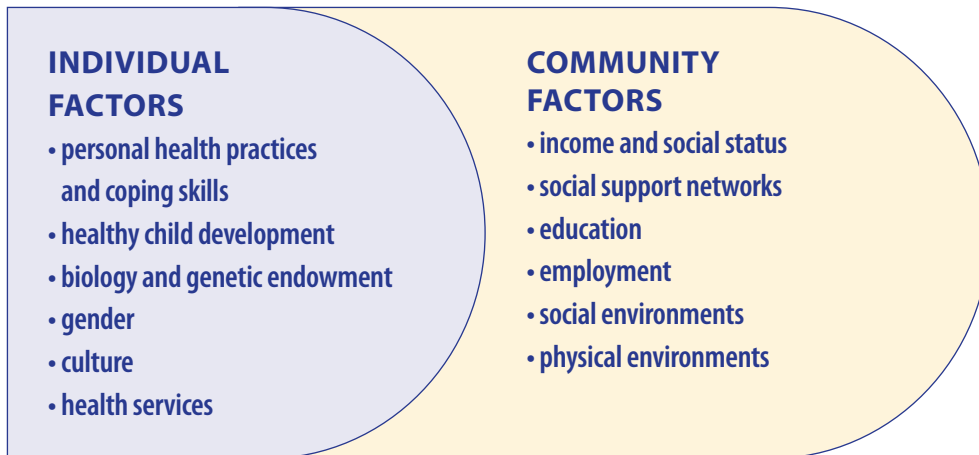 INDIVIDUAL
FACTORS
• personal health practices
and coping skills
• healthy child development
• biology and genetic endowment
• gender
• culture
• health services
COMMUNITY
FACTORS
• income and social status
• social support networks
• education
• employment
• social environments
• physical environments